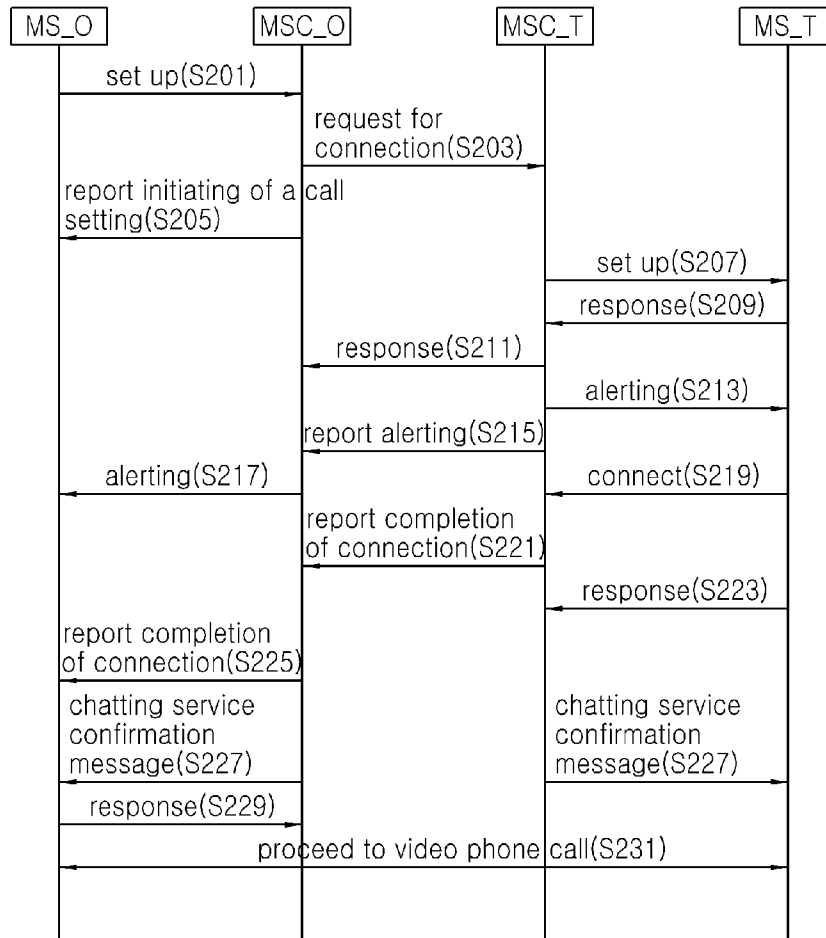 MS_O MSC_O MSC_T MS_T
set up(S201)
request for
connection(S203)
report initiating of a call
setting(S205)
set up(S207)
response(S209)
response(S211)
alerting(S213)
report alerting(S215)
alerting(S217)
connect(S219)
report completion
of connection(S221)
response(S223)
report completion
of connection(S225)
chatting service
confirmation
message(S227)
chatting service
confirmation
message(S227)
response(S229)
proceed to video phone call(S231)